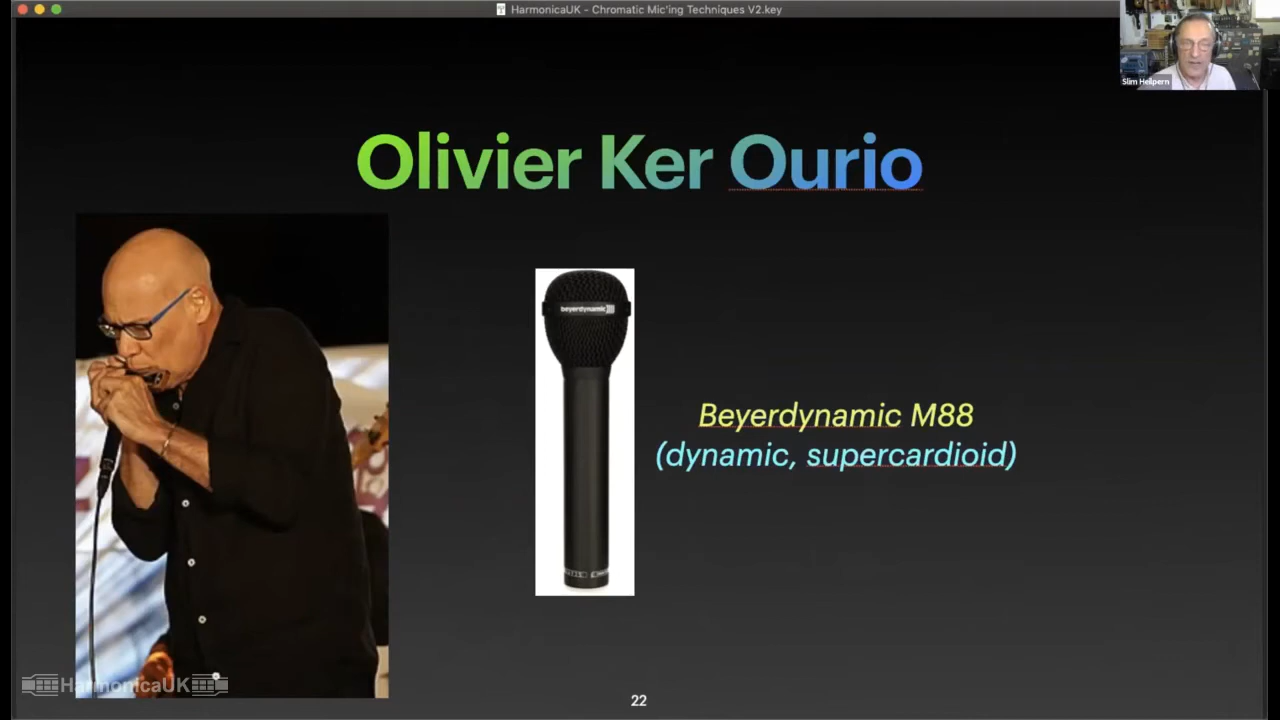 HarmonicaUK - Chromatic Mic'ing Techniques V2.key
Slim Heilpern
Olivier Ker Ourio
beyerdynamic
Beyerdynamic M88
(dynamic, supercardioid)
HarmonicaUK
22